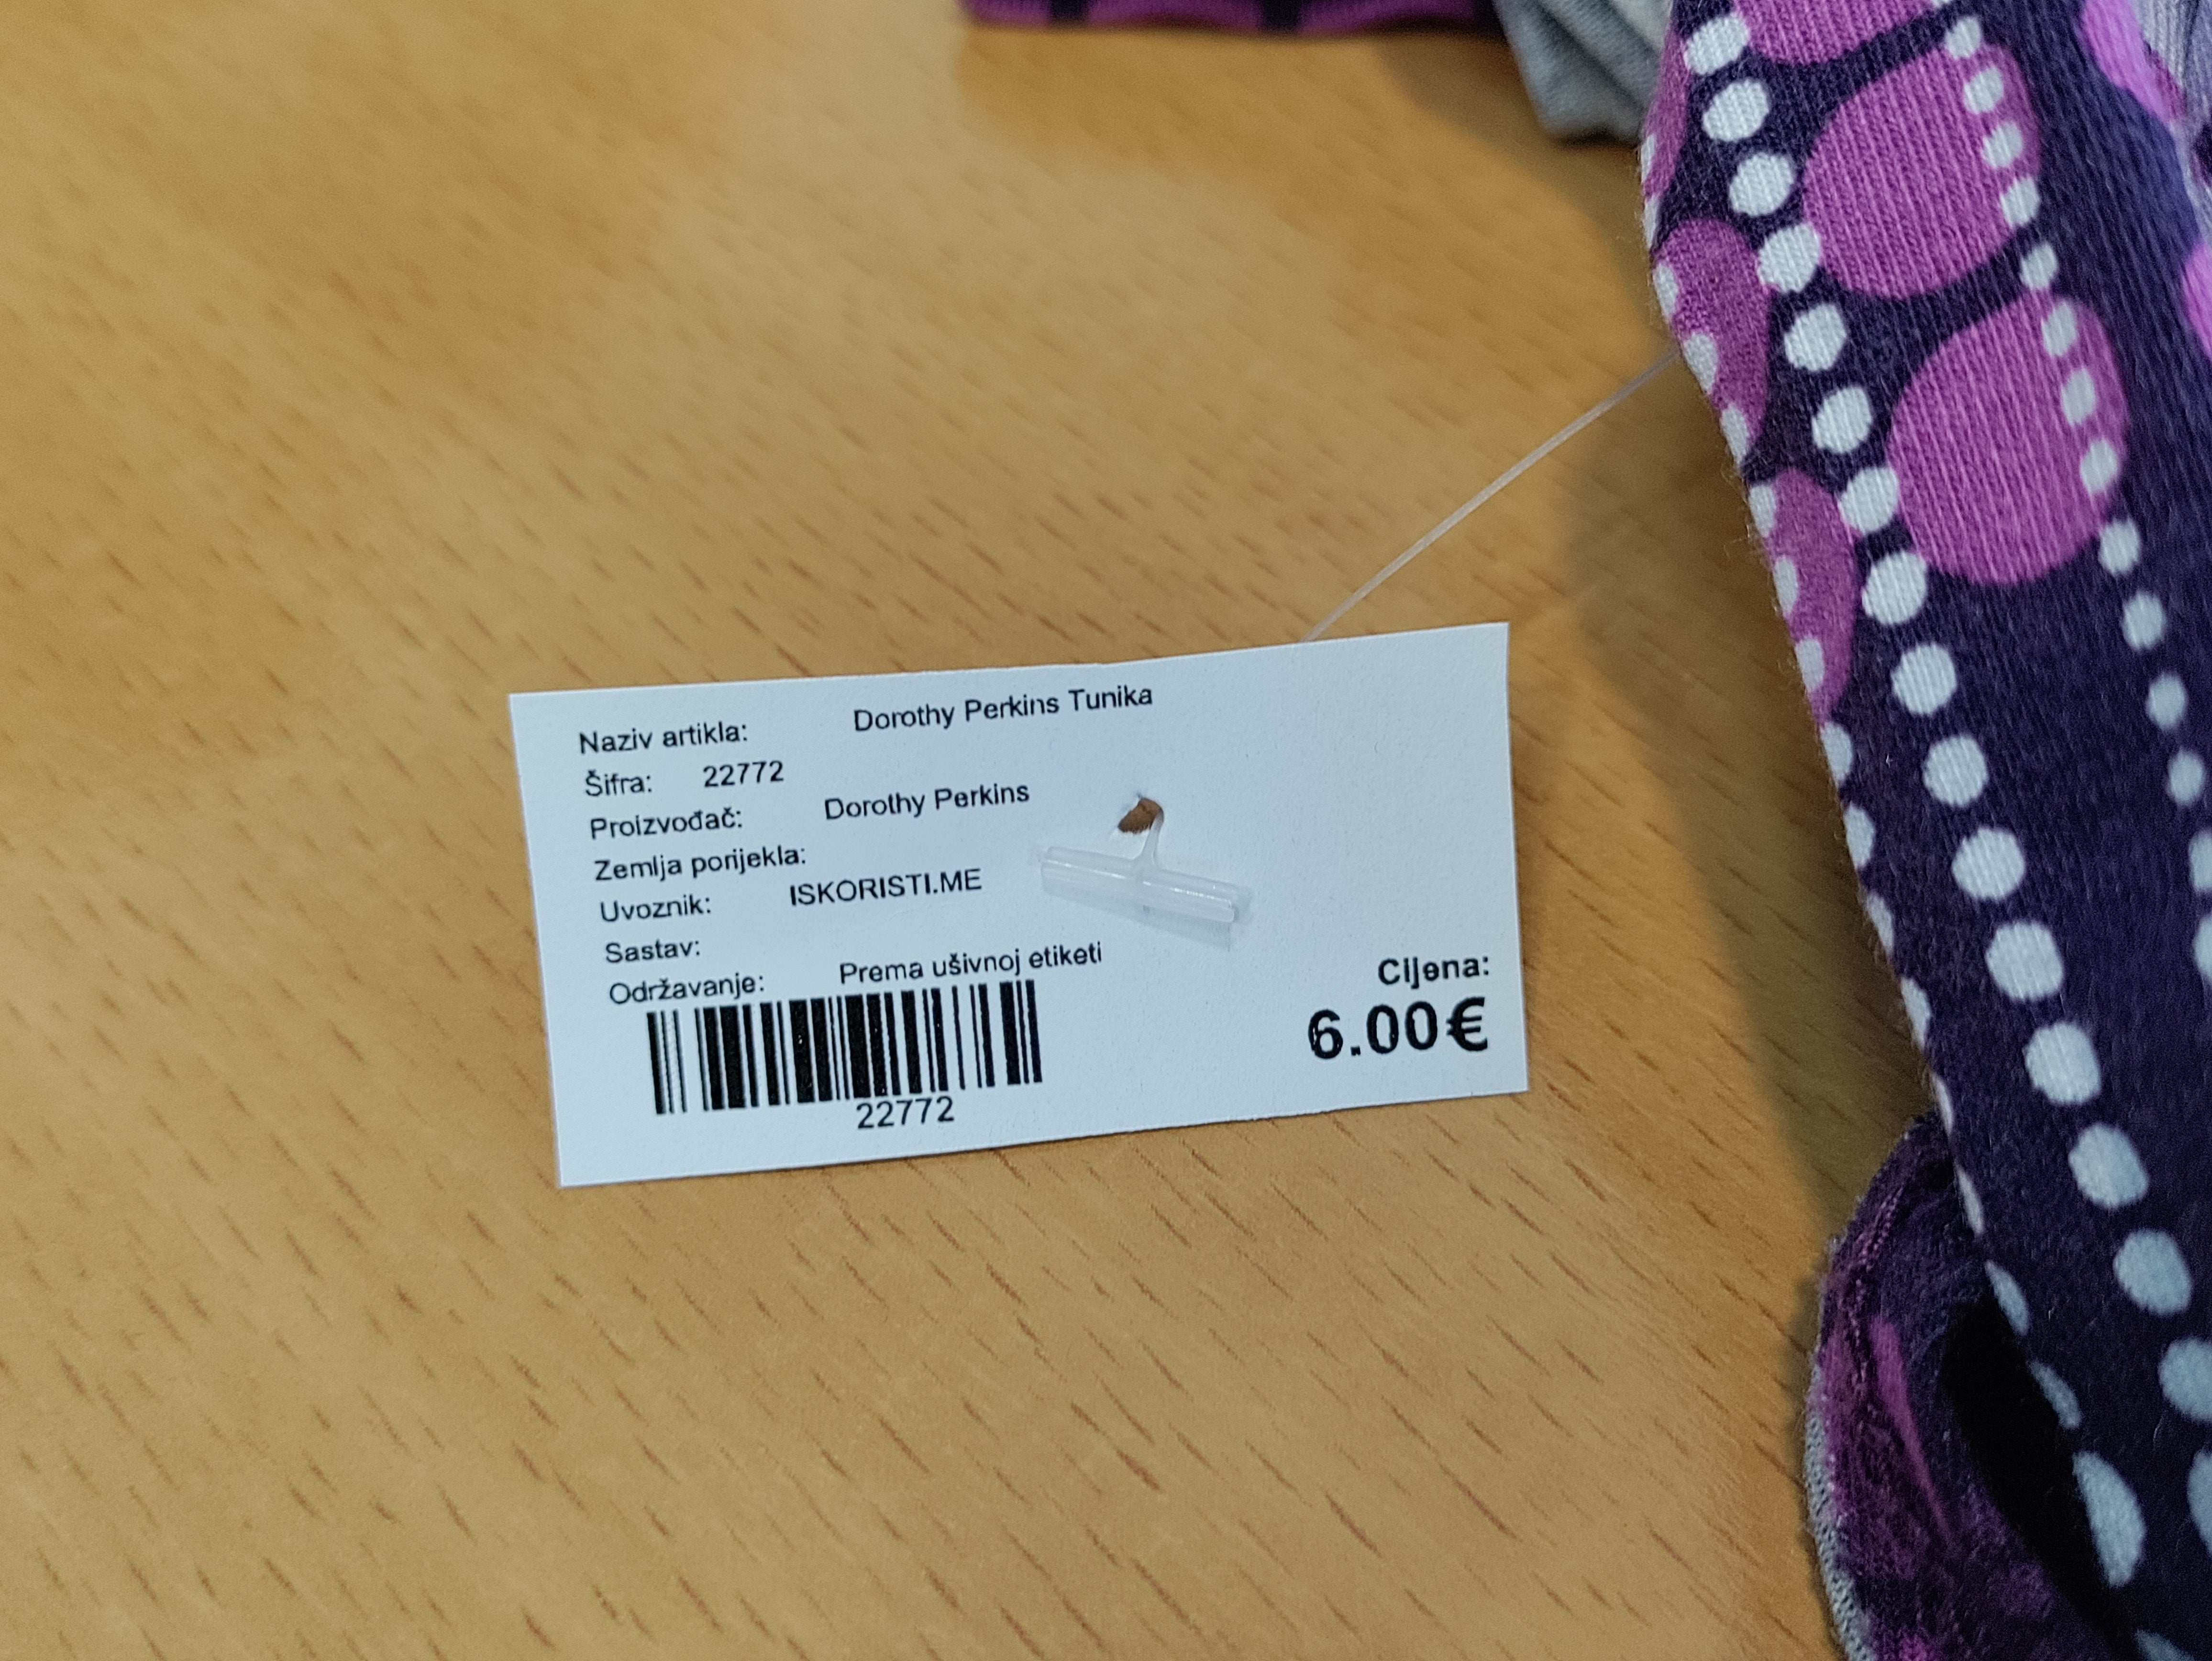 Naziv artikla: Dorothy Perkins Tunika
Šifra: 22772
Proizvođač: Dorothy Perkins
Zemlja porijekla:
Uvoznik: ISKORISTI.ME
Sastav:
Održavanje: Prema ušivnoj etiketi
22772
Cijena:
6.00€